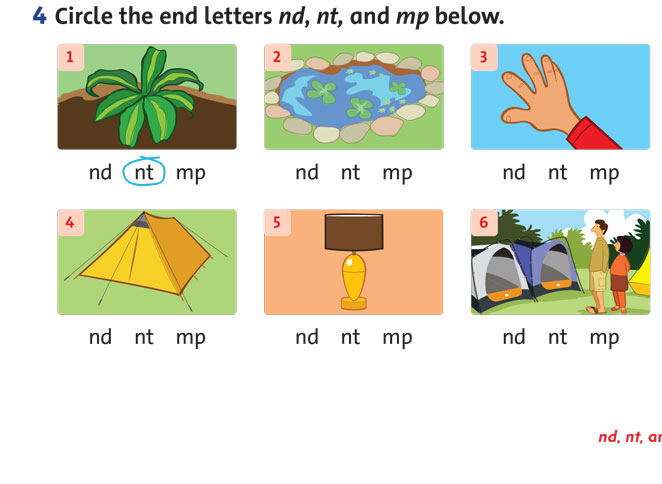 4 Circle the end letters nd, nt, and mp below.
1 2 3
nd nt mp nd nt mp nd nt mp
4 5 6
nd nt mp nd nt mp nd nt mp
nd, nt,